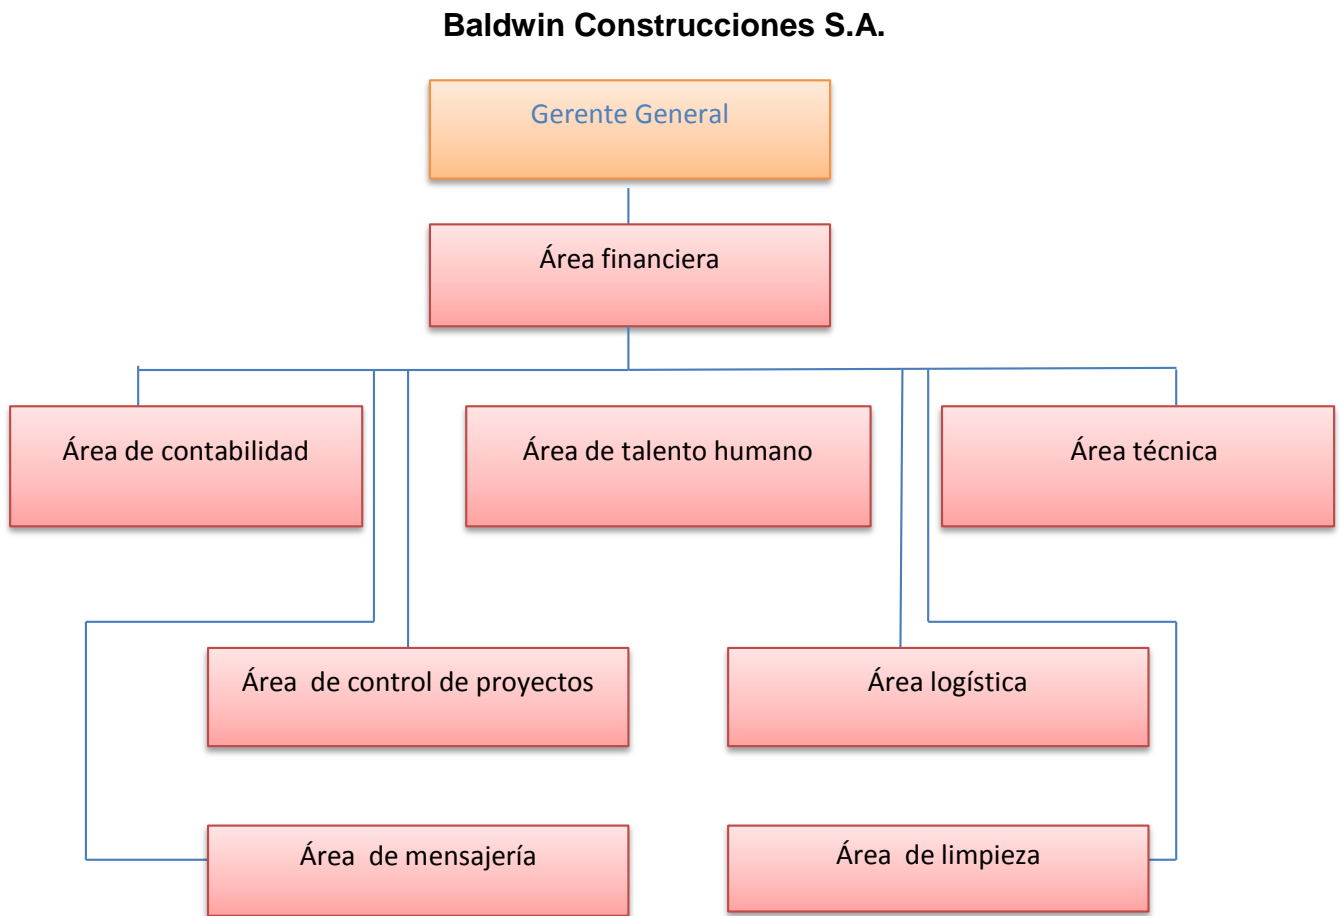 Baldwin Construcciones S.A.
Gerente General
Área financiera
Área de contabilidad
Área de talento humano
Área técnica
Área  de control de proyectos
Área logística
Área  de mensajería
Área  de limpieza